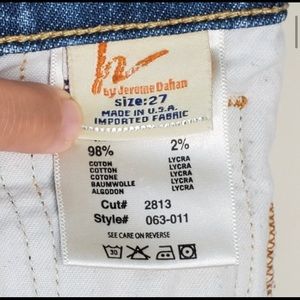 by Jerome Dahan
size:27
MADE IN U.S.A.
IMPORTED FABRIC
98% 2%
COTON LYCRA
COTTON LYCRA
COTONE LYCRA
BAUMWOLLE LYCRA
ALGODON LYCRA
Cut# 2813
Style# 063-011
SEE CARE ON REVERSE
30